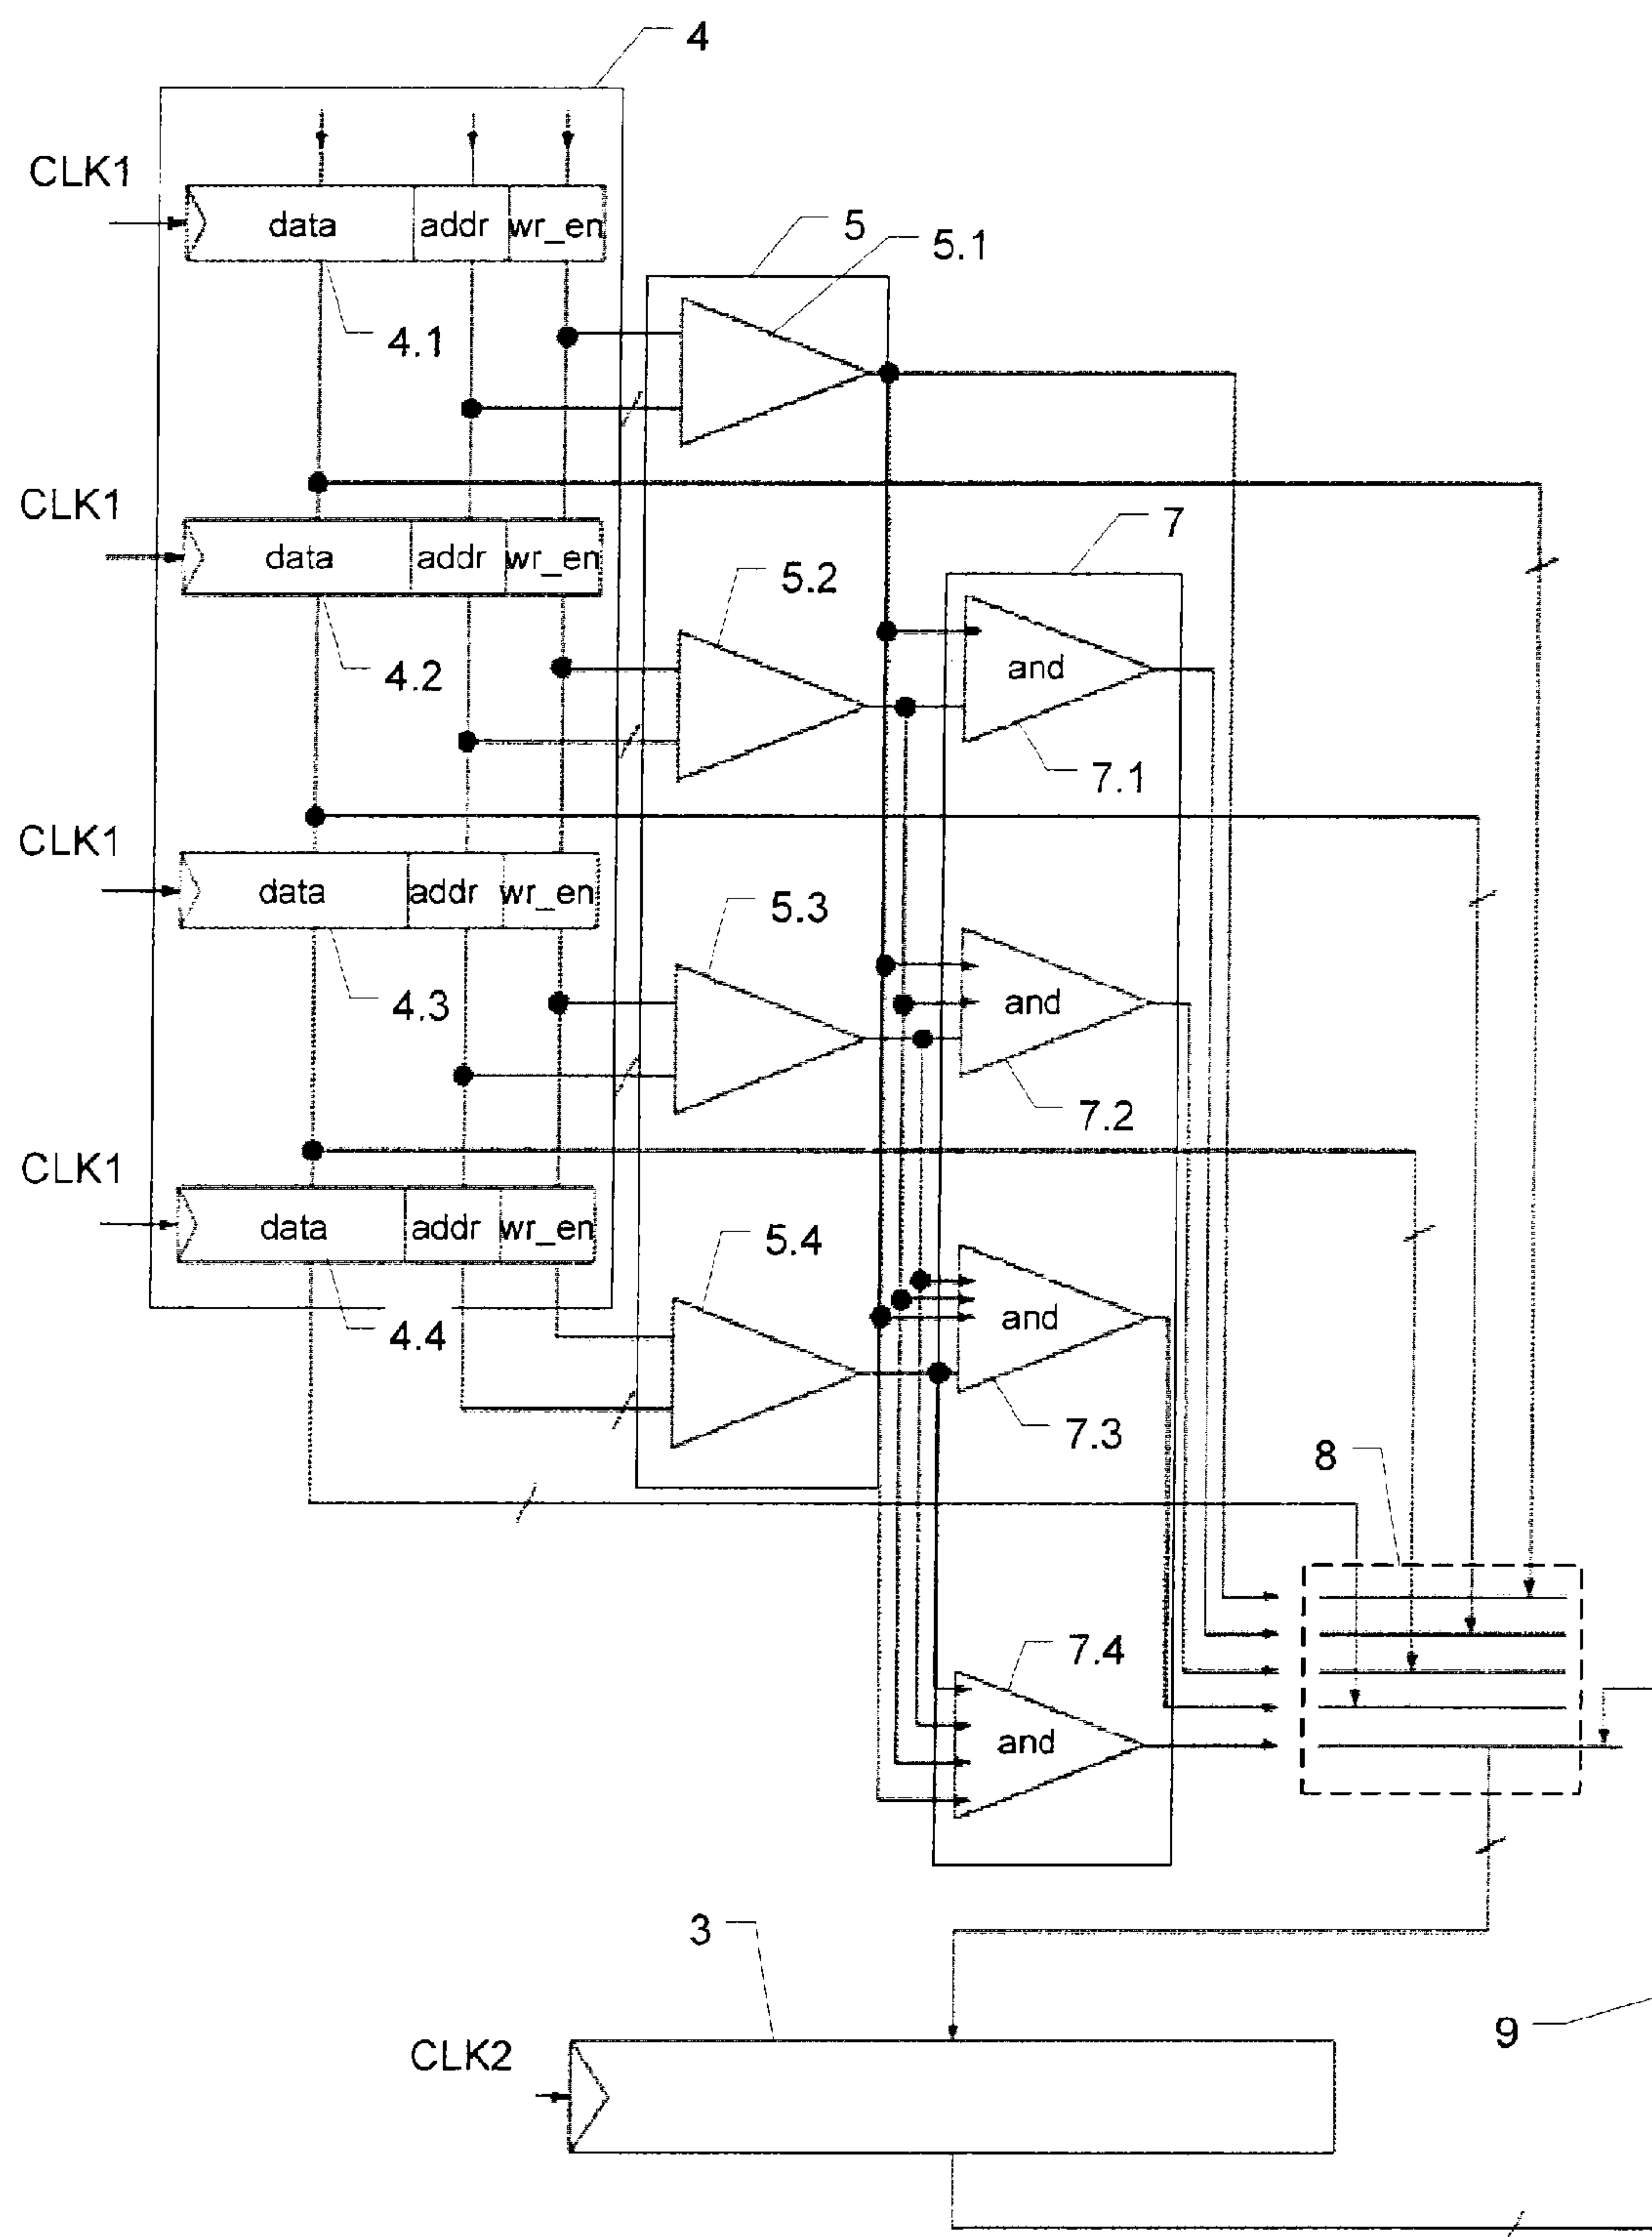 4
CLK1
data addr wr_en
5
5.1
4.1
CLK1
7
data addr wr_en
5.2
and
4.2
7.1
CLK1
data addr wr_en
5.3
4.3
and
7.2
CLK1
data addr wr_en
5.4
and
4.4
7.3
8
7.4
and
3
9
CLK2